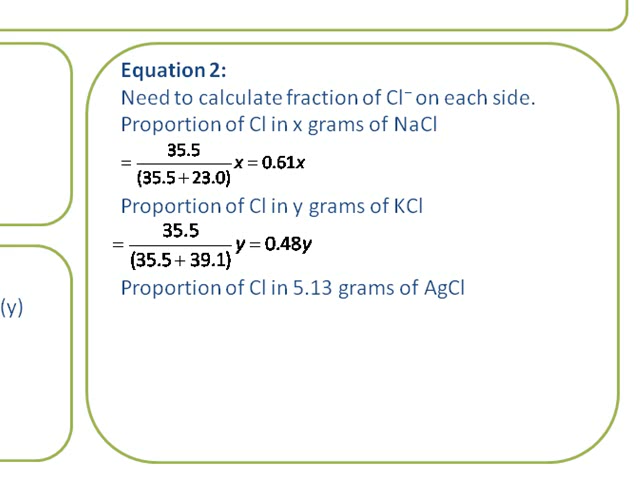 Equation 2:
Need to calculate fraction of Cl⁻ on each side.
Proportion of Cl in x grams of NaCl
= 35.5/(35.5 + 23.0) x = 0.61x
Proportion of Cl in y grams of KCl
= 35.5/(35.5 + 39.1) y = 0.48y
Proportion of Cl in 5.13 grams of AgCl
(y)